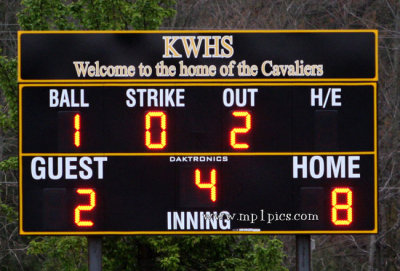 KWHS
Welcome to the home of the Cavaliers
BALL STRIKE OUT H/E
1 0 2
GUEST DAKTRONICS HOME
2 4 8
INNING
www.mp1pics.com